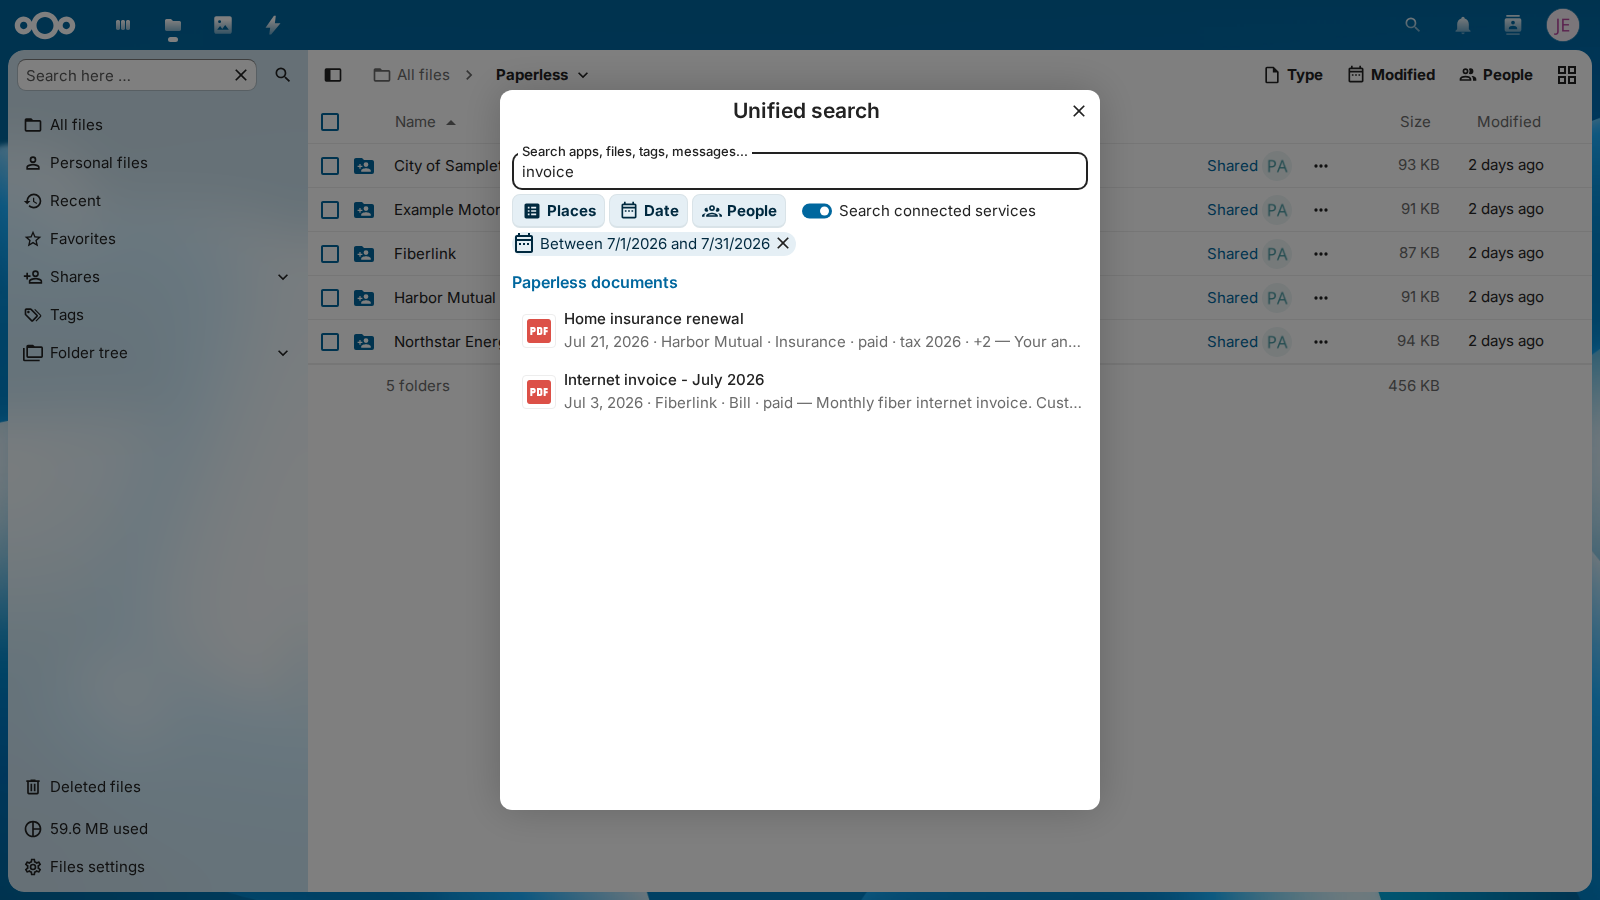 JE
Search here ...
All files
Personal files
Recent
Favorites
Shares
Tags
Folder tree
Deleted files
59.6 MB used
Files settings
All files
Paperless
Type
Modified
People
Name
Size
Modified
City of Sample
Shared
PA
93 KB
2 days ago
Example Motor
Shared
PA
91 KB
2 days ago
Fiberlink
Shared
PA
87 KB
2 days ago
Harbor Mutual
Shared
PA
91 KB
2 days ago
Northstar Energ
Shared
PA
94 KB
2 days ago
5 folders
456 KB
Unified search
Search apps, files, tags, messages...
invoice
Places
Date
People
Search connected services
Between 7/1/2026 and 7/31/2026
Paperless documents
PDF
Home insurance renewal
Jul 21, 2026 · Harbor Mutual · Insurance · paid · tax 2026 · +2 — Your an...
PDF
Internet invoice - July 2026
Jul 3, 2026 · Fiberlink · Bill · paid — Monthly fiber internet invoice. Cust...